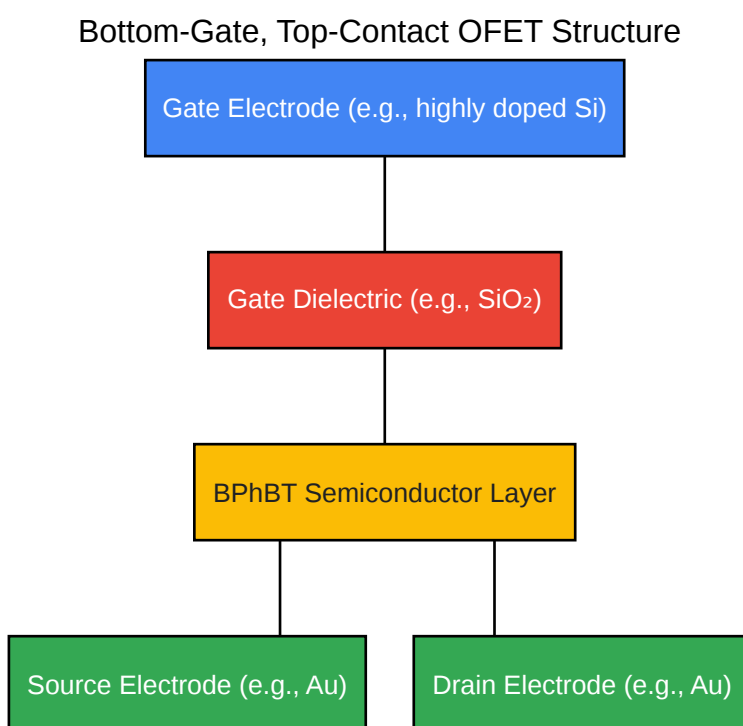 Bottom-Gate, Top-Contact OFET Structure
Gate Electrode (e.g., highly doped Si)
Gate Dielectric (e.g., SiO₂)
BPhBT Semiconductor Layer
Source Electrode (e.g., Au)
Drain Electrode (e.g., Au)